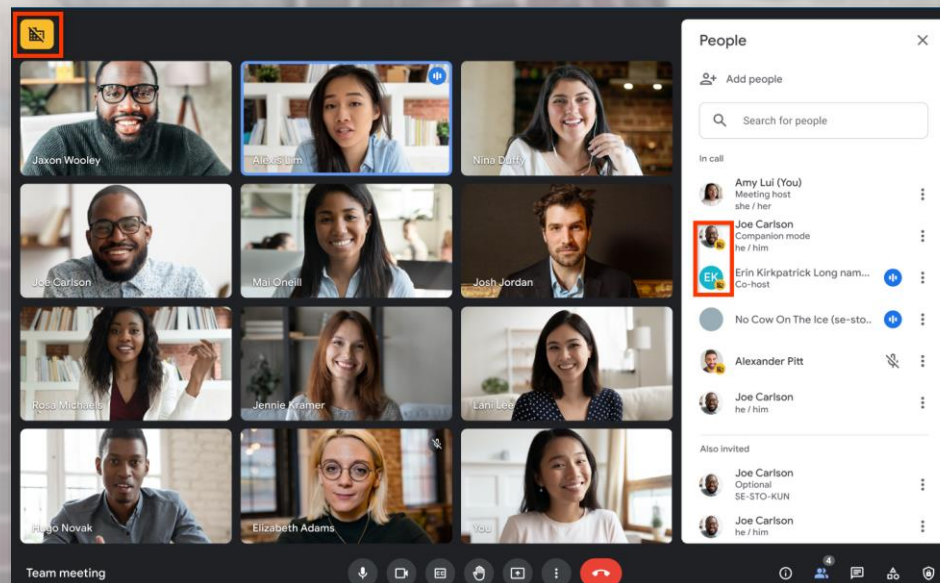 Jaxon Wooley
Alexis Lim
Nina Duffy
Joe Carlson
Mai Oneill
Josh Jordan
Rosa Michaels
Jennie Kramer
Lani Lee
Hugo Novak
Elizabeth Adams
You
People
Add people
Search for people
In call
Amy Lui (You)
Meeting host
she / her
Joe Carlson
Companion mode
he / him
EK
Erin Kirkpatrick Long nam...
Co-host
No Cow On The Ice (se-sto..
Alexander Pitt
Joe Carlson
he / him
Also invited
Joe Carlson
Optional
SE-STO-KUN
Joe Carlson
he / him
Team meeting
CC
4